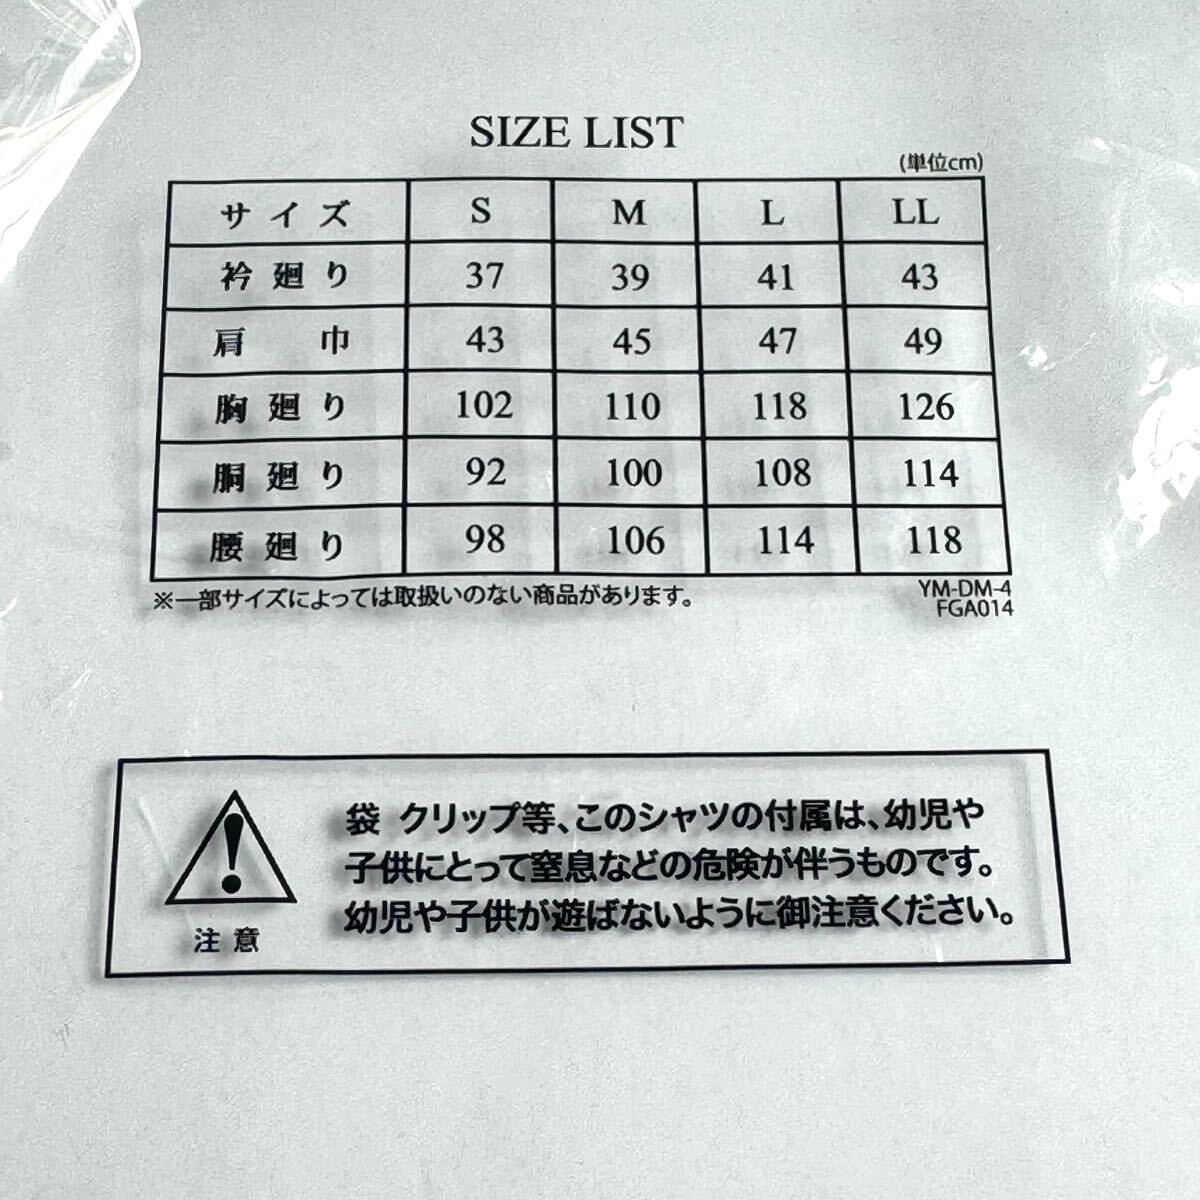 SIZE LIST
(単位cm)
サイズ S M L LL
衿廻り 37 39 41 43
肩巾 43 45 47 49
胸廻り 102 110 118 126
胴廻り 92 100 108 114
腰廻り 98 106 114 118
※一部サイズによっては取扱いのない商品があります。
YM-DM-4
FGA014
袋 クリップ等、このシャツの付属は、幼児や
子供にとって窒息などの危険が伴うものです。
幼児や子供が遊ばないように御注意ください。
注意